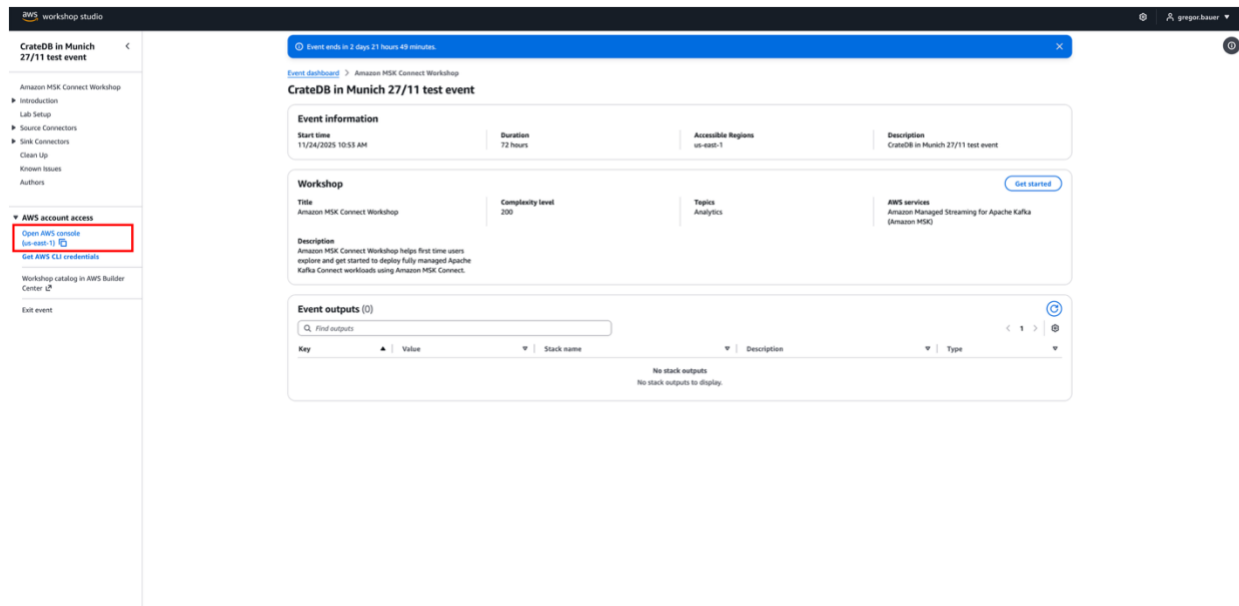 aws workshop studio
gregor.bauer
CrateDB in Munich
27/11 test event
Amazon MSK Connect Workshop
Introduction
Lab Setup
Source Connectors
Sink Connectors
Clean Up
Known Issues
Authors
AWS account access
Open AWS console
(us-east-1)
Get AWS CLI credentials
Workshop catalog in AWS Builder
Center
Exit event
Event ends in 2 days 21 hours 49 minutes.
Event dashboard > Amazon MSK Connect Workshop
CrateDB in Munich 27/11 test event
Event information
Start time
11/24/2025 10:53 AM
Duration
72 hours
Accessible Regions
us-east-1
Description
CrateDB in Munich 27/11 test event
Workshop
Get started
Title
Amazon MSK Connect Workshop
Complexity level
200
Topics
Analytics
AWS services
Amazon Managed Streaming for Apache Kafka
(Amazon MSK)
Description
Amazon MSK Connect Workshop helps first time users
explore and get started to deploy fully managed Apache
Kafka Connect workloads using Amazon MSK Connect.
Event outputs (0)
Find outputs
1
Key Value Stack name Description Type
No stack outputs
No stack outputs to display.